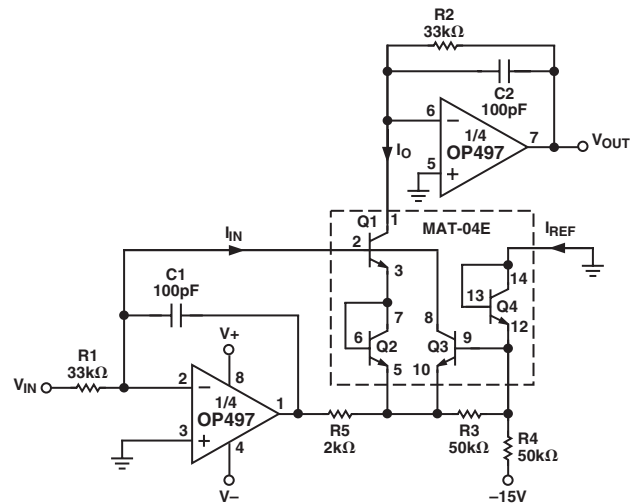 R2
33kΩ
C2
100pF
6
−
1/4
OP497
7
VOUT
5
+
IO
Q1
1
MAT-04E
IIN
2
IREF
3
14
13
Q4
12
C1
100pF
7
8
6
Q2
Q3
9
V+
5
10
R1
33kΩ
VIN
2
−
8
1/4
OP497
1
3
+
4
V−
R5
2kΩ
R3
50kΩ
R4
50kΩ
−15V